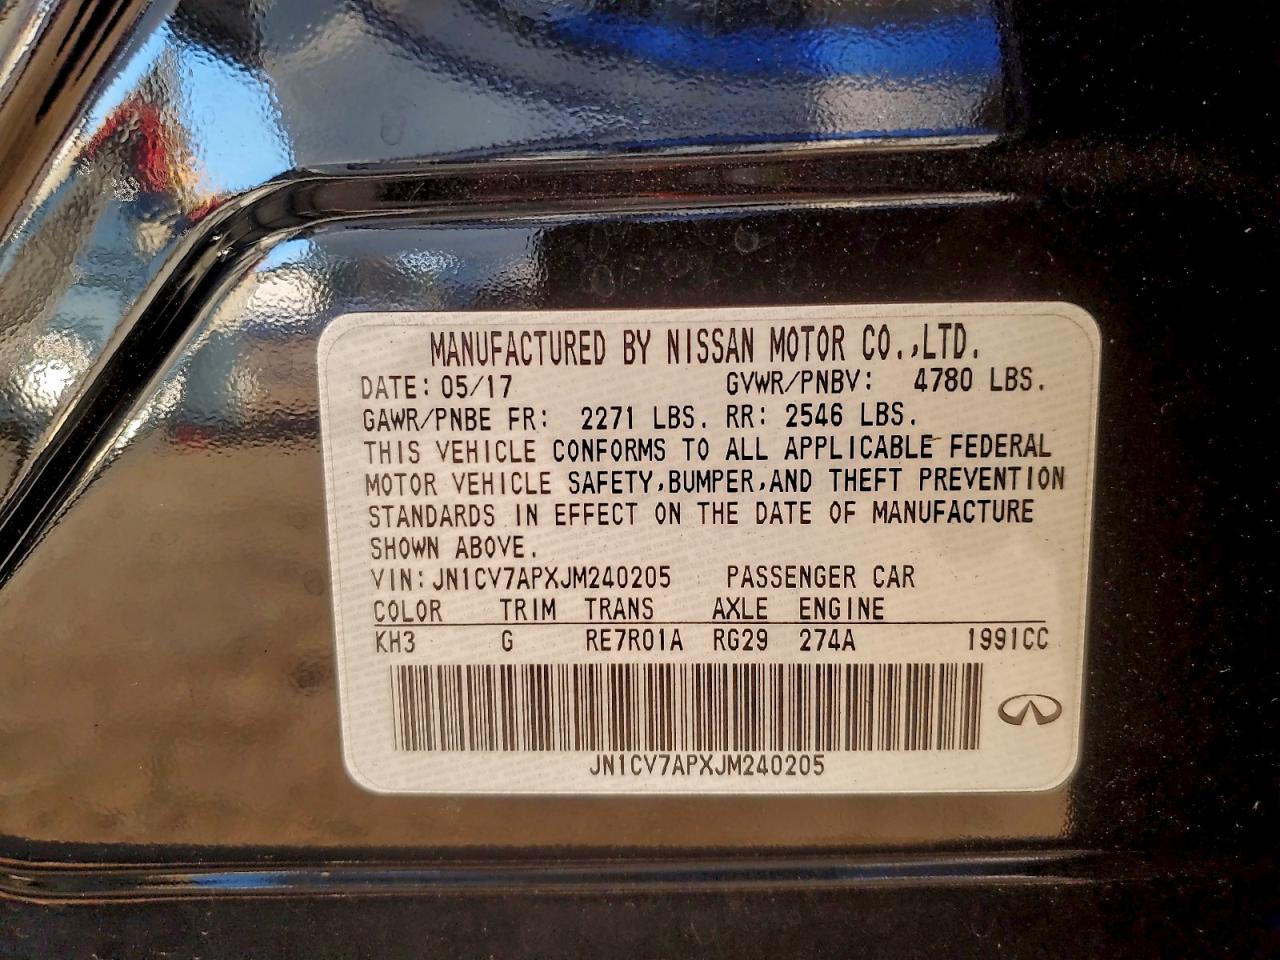 MANUFACTURED BY NISSAN MOTOR CO.,LTD.
DATE: 05/17 GVWR/PNBV: 4780 LBS.
GAWR/PNBE FR: 2271 LBS. RR: 2546 LBS.
THIS VEHICLE CONFORMS TO ALL APPLICABLE FEDERAL
MOTOR VEHICLE SAFETY,BUMPER,AND THEFT PREVENTION
STANDARDS IN EFFECT ON THE DATE OF MANUFACTURE
SHOWN ABOVE.
VIN:JN1CV7APXJM240205 PASSENGER CAR
COLOR TRIM TRANS AXLE ENGINE
KH3 G RE7R01A RG29 274A 1991CC
JN1CV7APXJM240205